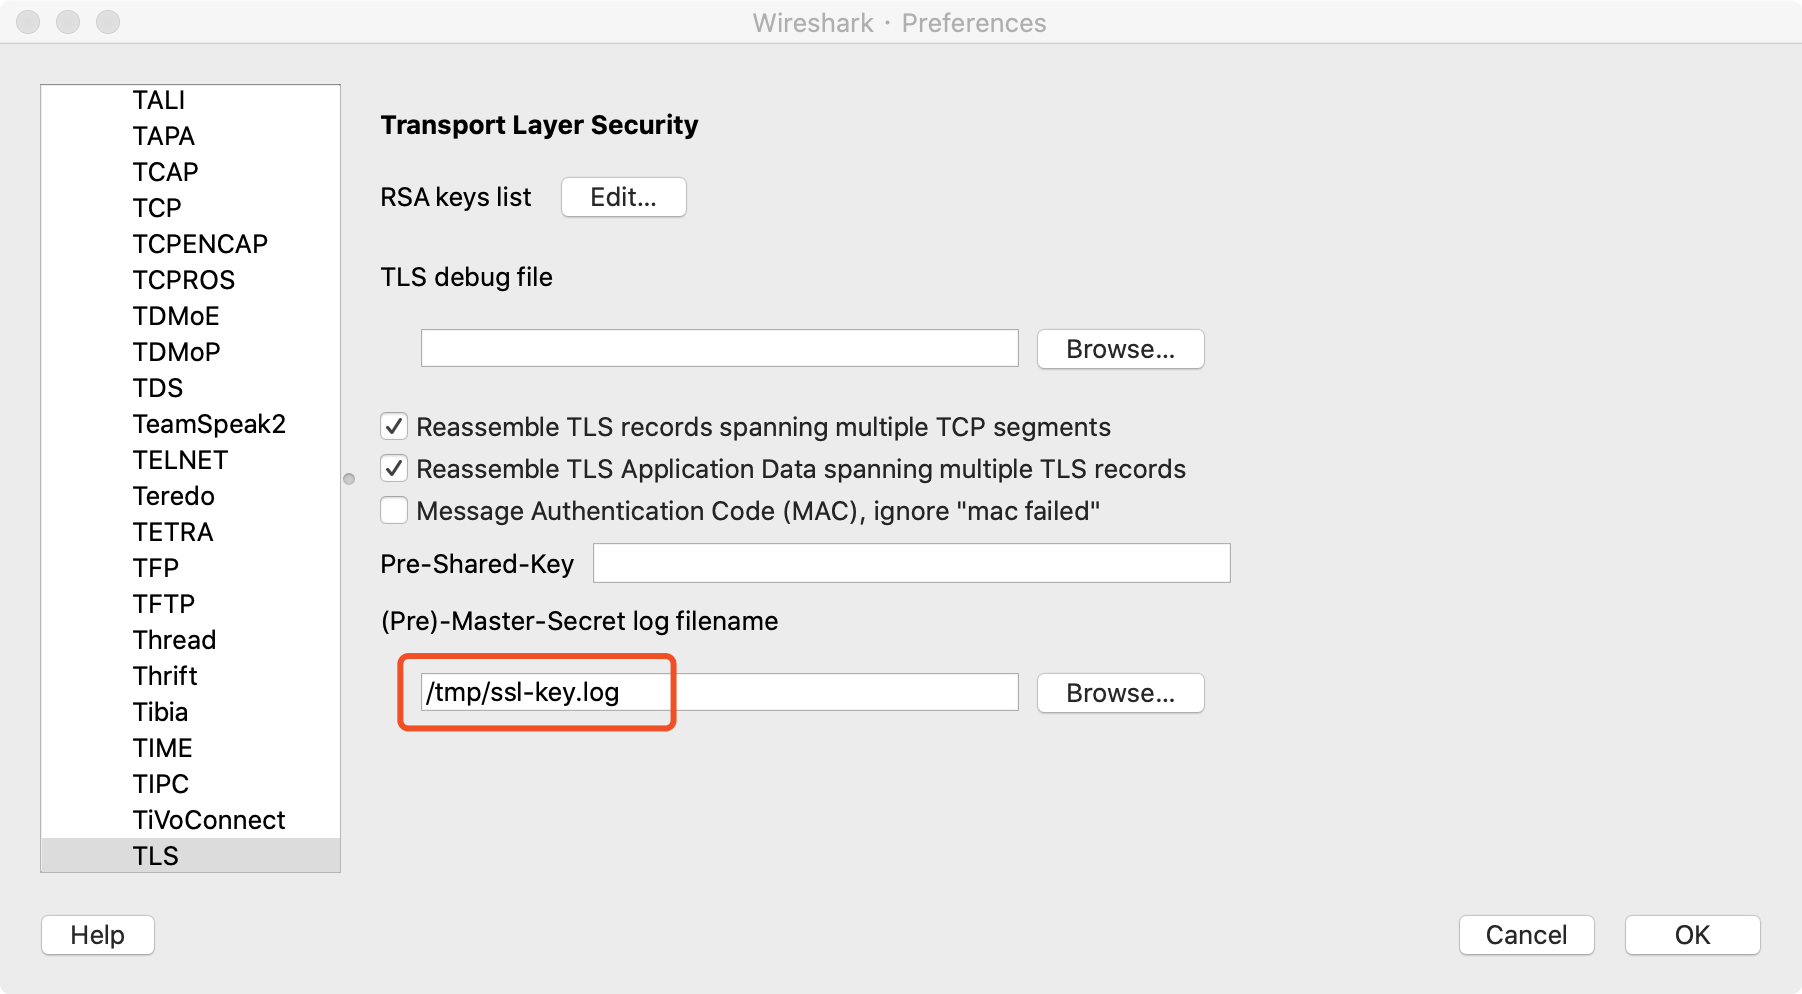 Wireshark · Preferences
TALI
TAPA
TCAP
TCP
TCPENCAP
TCPROS
TDMoE
TDMoP
TDS
TeamSpeak2
TELNET
Teredo
TETRA
TFP
TFTP
Thread
Thrift
Tibia
TIME
TIPC
TiVoConnect
TLS
Transport Layer Security
RSA keys list Edit...
TLS debug file
Browse...
Reassemble TLS records spanning multiple TCP segments
Reassemble TLS Application Data spanning multiple TLS records
Message Authentication Code (MAC), ignore "mac failed"
Pre-Shared-Key
(Pre)-Master-Secret log filename
/tmp/ssl-key.log Browse...
Help Cancel OK